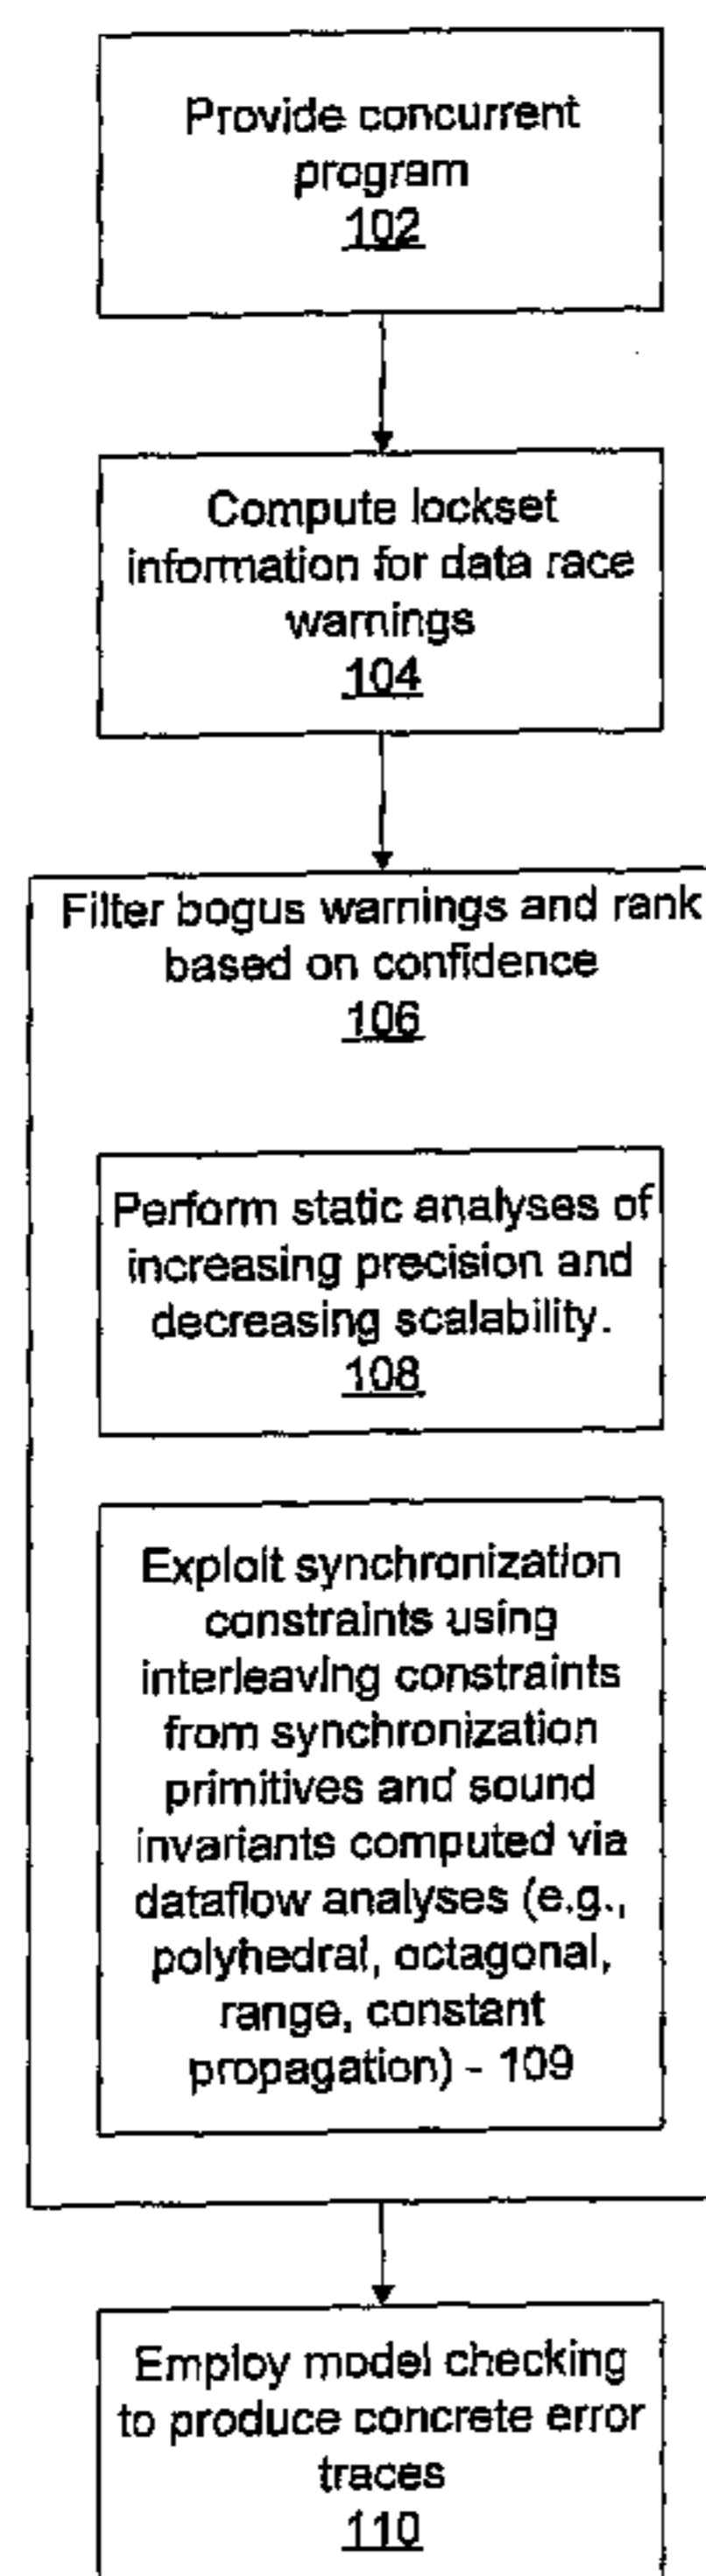 Provide concurrent
program
102
Compute lockset
information for data race
warnings
104
Filter bogus warnings and rank
based on confidence
106
Perform static analyses of
increasing precision and
decreasing scalability.
108
Exploit synchronization
constraints using
interleaving constraints
from synchronization
primitives and sound
invariants computed via
dataflow analyses (e.g.,
polyhedral, octagonal,
range, constant
propagation) - 109
Employ model checking
to produce concrete error
traces
110